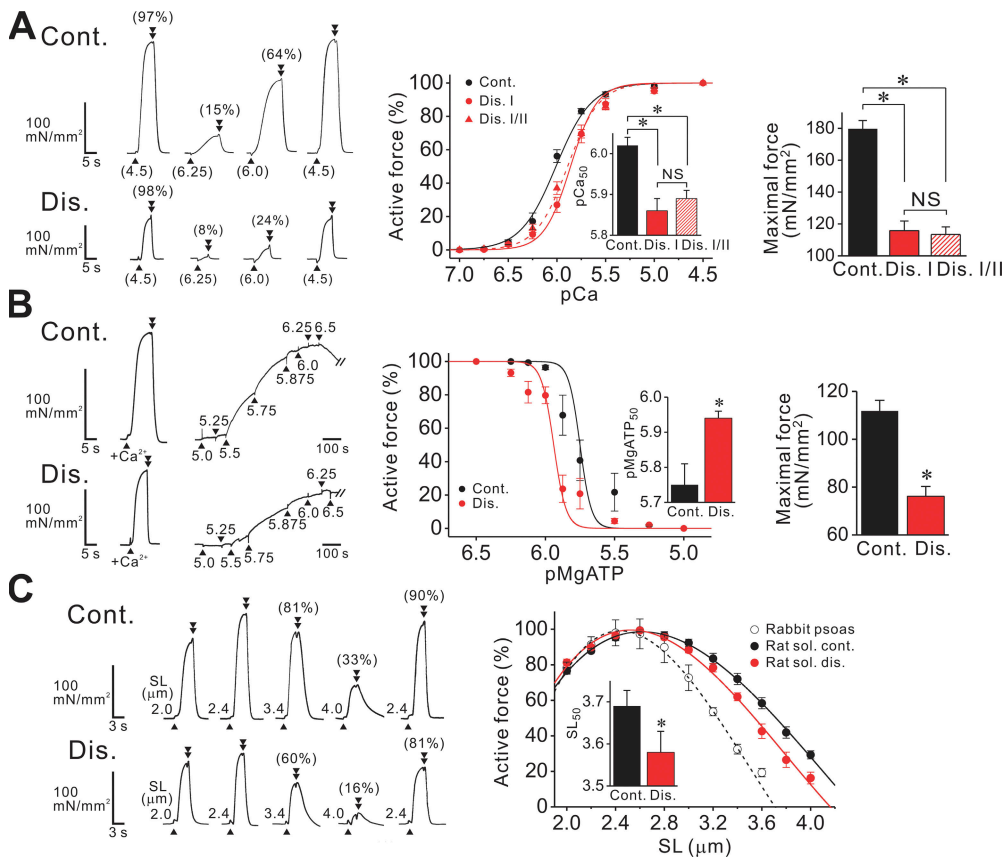 A
Cont.
(97%)
(15%)
(64%)
100
mN/mm²
5 s
(4.5)
(6.25)
(6.0)
(4.5)
Dis.
(98%)
(8%)
(24%)
100
mN/mm²
5 s
(4.5)
(6.25)
(6.0)
(4.5)
Active force (%)
100
80
60
40
20
0
7.0 6.5 6.0 5.5 5.0 4.5
pCa
Cont.
Dis. I
Dis. I/II
pCa₅₀
6.0
5.9
5.8
*
*
NS
Cont. Dis. I Dis. I/II
Maximal force
(mN/mm²)
180
160
140
120
100
*
*
NS
Cont. Dis. I Dis. I/II
B
Cont.
100
mN/mm²
5 s
+Ca²⁺
5.0
5.25
5.5
5.75
5.875
6.0
6.25
6.5
100 s
Dis.
100
mN/mm²
5 s
+Ca²⁺
5.0
5.25
5.5
5.75
5.875
6.0
6.25
6.5
100 s
Active force (%)
100
80
60
40
20
0
6.5 6.0 5.5 5.0
pMgATP
Cont.
Dis.
pMgATP₅₀
6.0
5.9
5.8
5.7
*
Cont. Dis.
Maximal force
(mN/mm²)
120
100
80
60
*
Cont. Dis.
C
Cont.
(81%)
(33%)
(90%)
100
mN/mm²
3 s
SL
(μm)
2.0 2.4 3.4 4.0 2.4
Dis.
(60%)
(16%)
(81%)
100
mN/mm²
3 s
SL
(μm)
2.0 2.4 3.4 4.0 2.4
Active force (%)
100
80
60
40
20
0
2.0 2.4 2.8 3.2 3.6 4.0
SL (μm)
Rabbit psoas
Rat sol. cont.
Rat sol. dis.
SL₅₀
3.7
3.6
3.5
*
Cont. Dis.